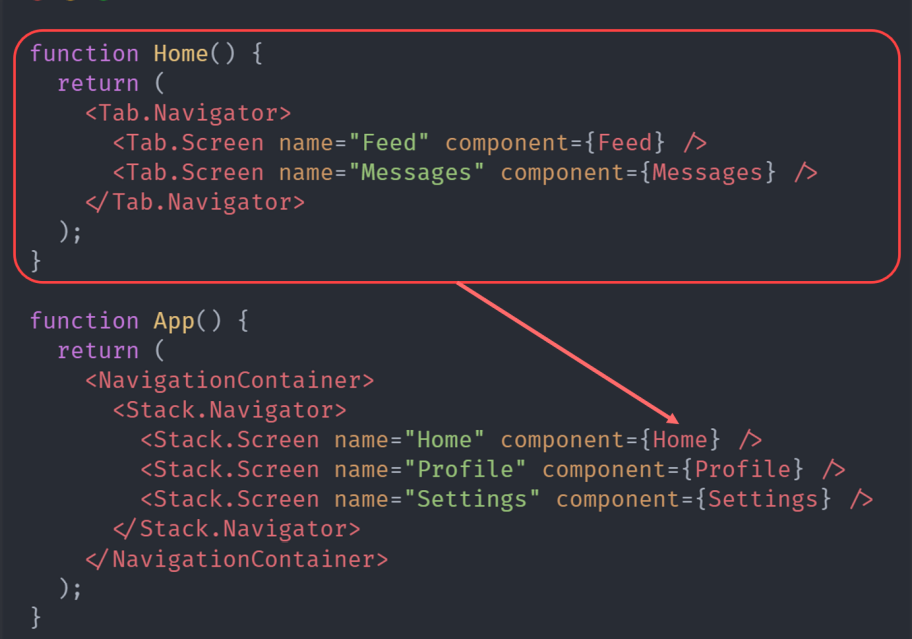 function Home() {
  return (
    <Tab.Navigator>
      <Tab.Screen name="Feed" component={Feed} />
      <Tab.Screen name="Messages" component={Messages} />
    </Tab.Navigator>
  );
}
function App() {
  return (
    <NavigationContainer>
      <Stack.Navigator>
        <Stack.Screen name="Home" component={Home} />
        <Stack.Screen name="Profile" component={Profile} />
        <Stack.Screen name="Settings" component={Settings} />
      </Stack.Navigator>
    </NavigationContainer>
  );
}